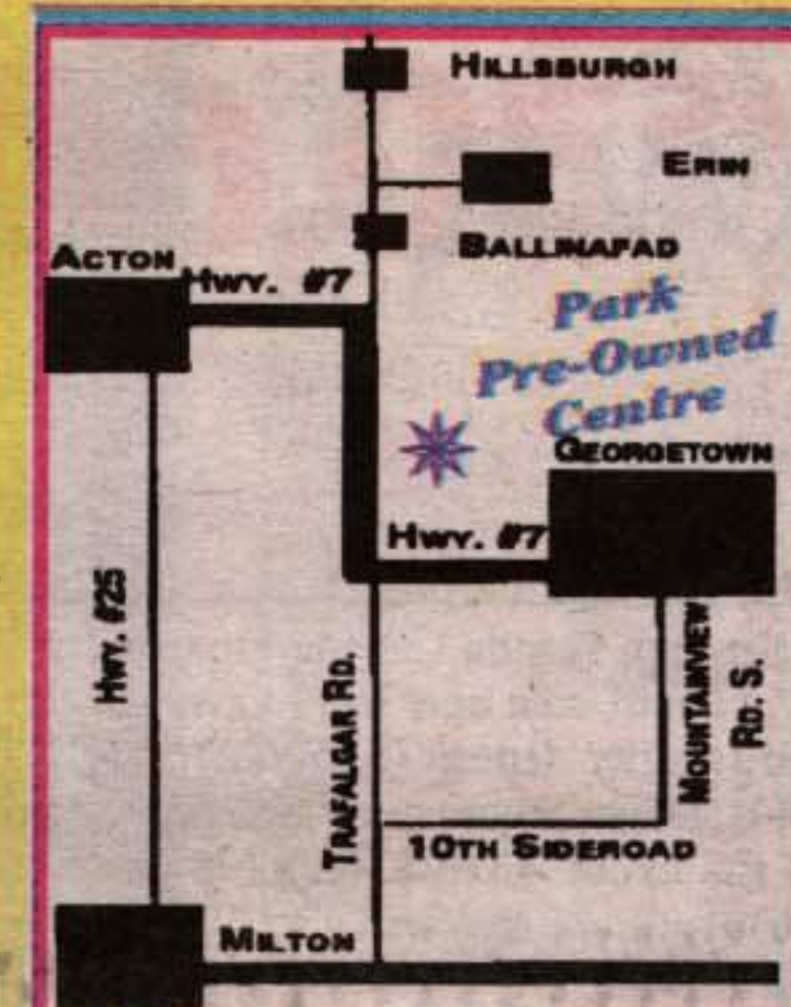 HILLSBURGH
ERIN
BALLINAFAD
ACTON
HWY. #7
Park
Pre-Owned
Centre
GEORGETOWN
HWY. #7
HWY. #25
TRAFALGAR RD.
MOUNTAINVIEW
RD. S.
10TH SIDEROAD
MILTON